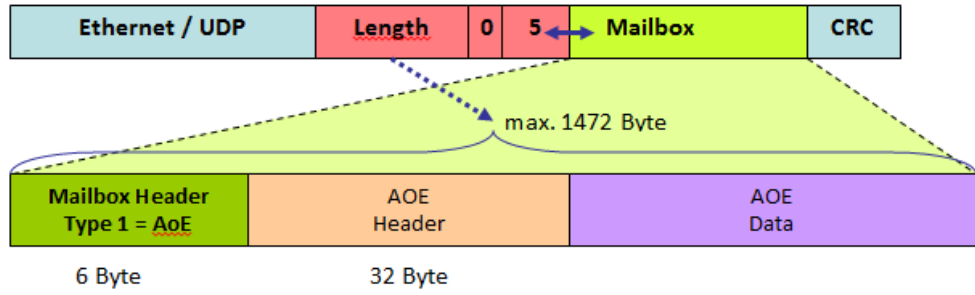 Ethernet / UDP Length 0 5 Mailbox CRC
max. 1472 Byte
Mailbox Header AOE AOE
Type 1 = AoE Header Data
6 Byte 32 Byte